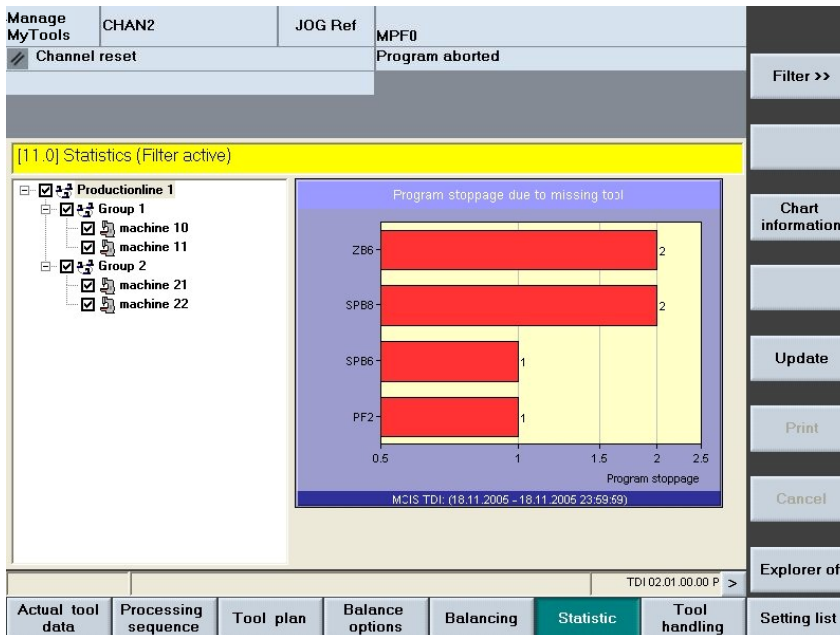 Manage MyTools
CHAN2
JOG Ref
MPF0
Channel reset
Program aborted
Filter >>
[11.0] Statistics (Filter active)
Productionline 1
Group 1
machine 10
machine 11
Group 2
machine 21
machine 22
Program stoppage due to missing tool
ZB6
2
SPB8
2
SPB6
1
PF2
1
0.5
1
1.5
2
2.5
Program stoppage
MCIS TDI: (18.11.2005 - 18.11.2005 23:59:59)
Chart information
Update
Print
Cancel
Explorer of
TDI 02.01.00.00 P
>
Actual tool data
Processing sequence
Tool plan
Balance options
Balancing
Statistic
Tool handling
Setting list